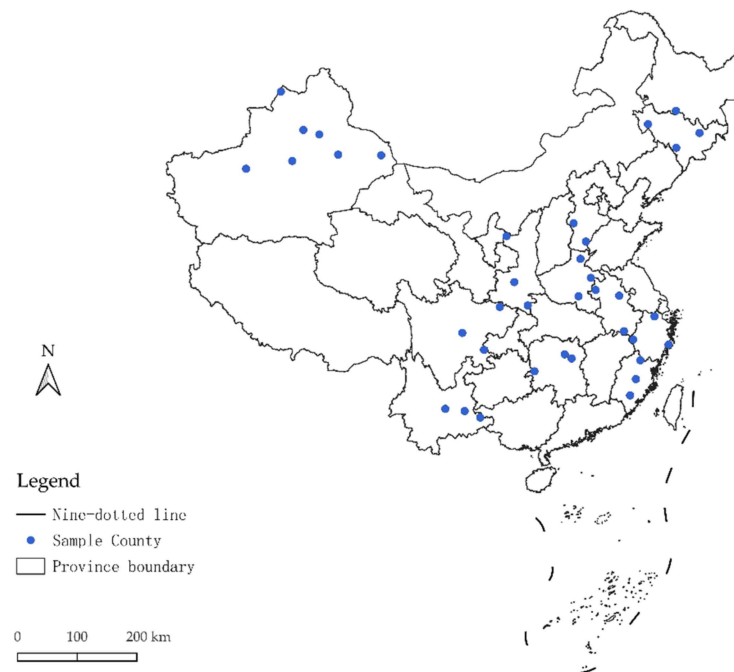 N
Legend
Nine-dotted line
Sample County
Province boundary
0 100 200 km